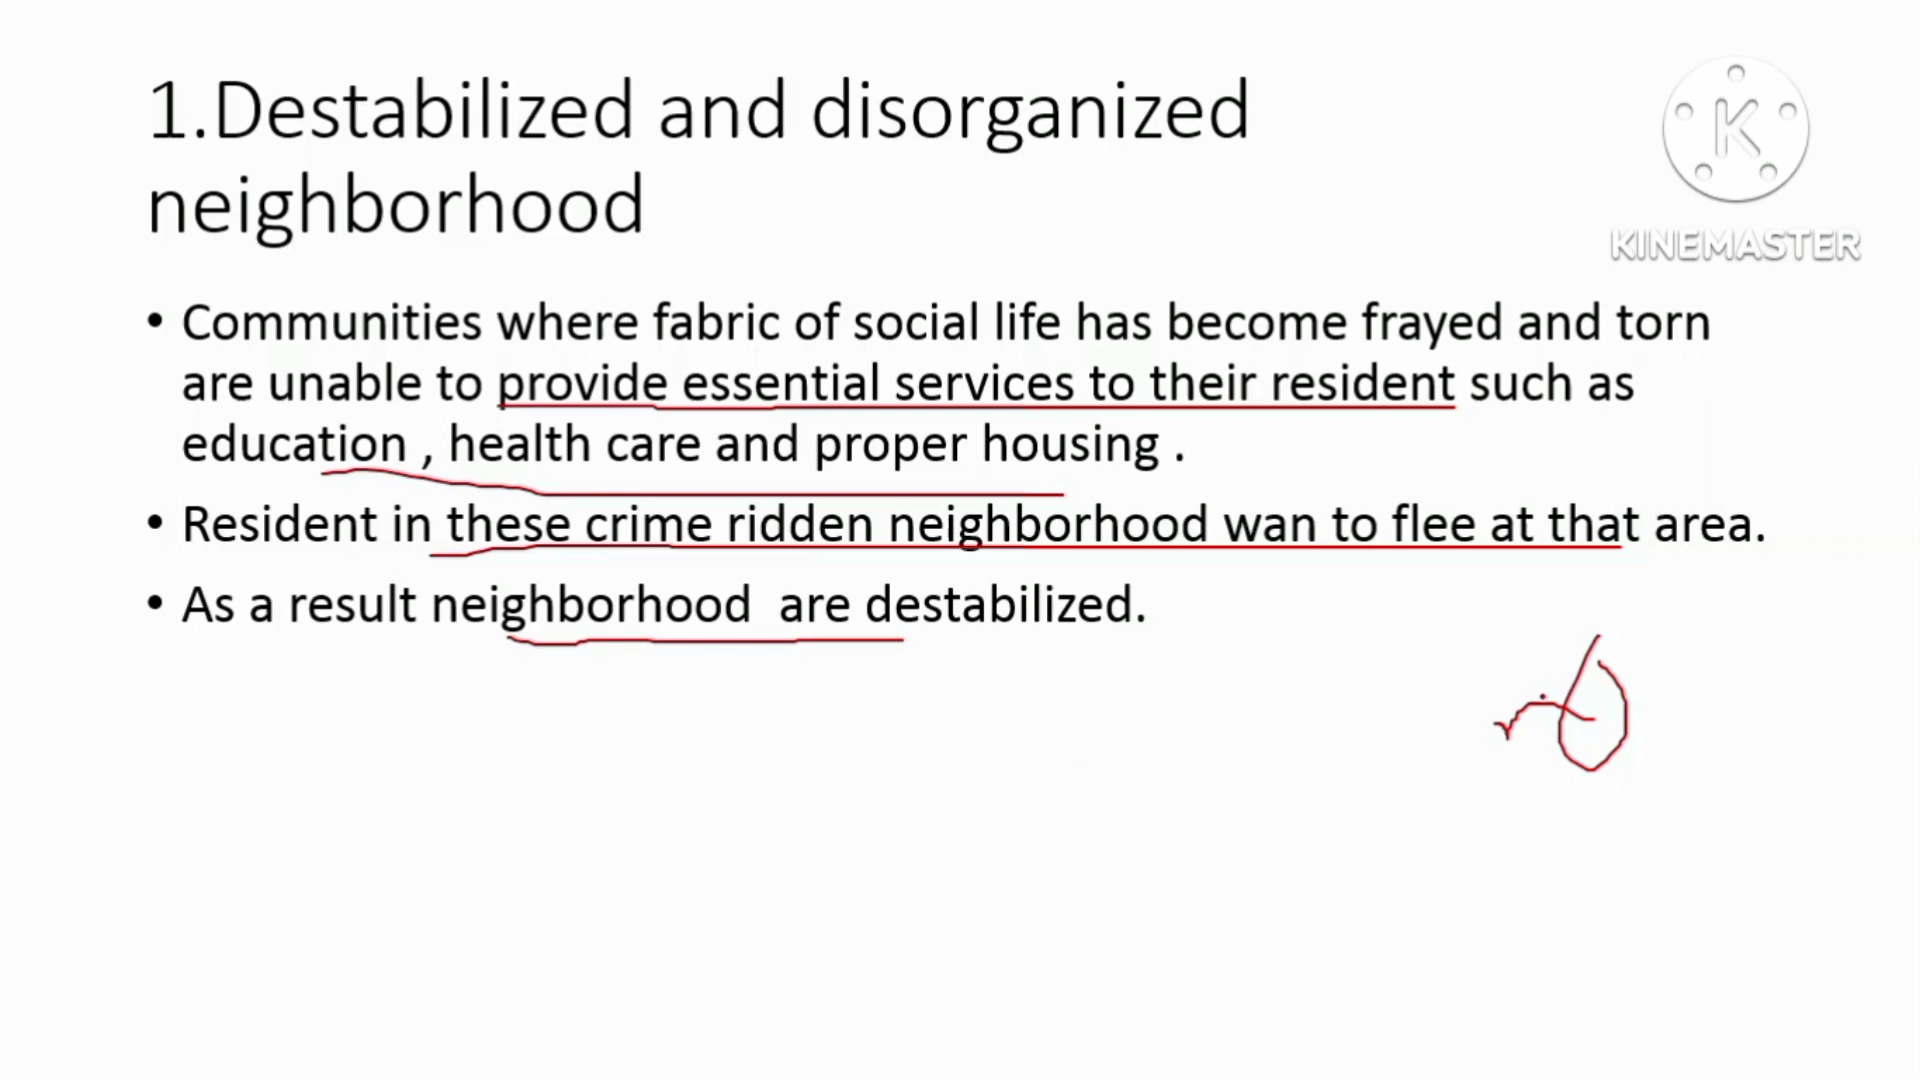 1.Destabilized and disorganized
neighborhood
K
KINEMASTER
• Communities where fabric of social life has become frayed and torn
are unable to provide essential services to their resident such as
education , health care and proper housing .
• Resident in these crime ridden neighborhood wan to flee at that area.
• As a result neighborhood are destabilized.